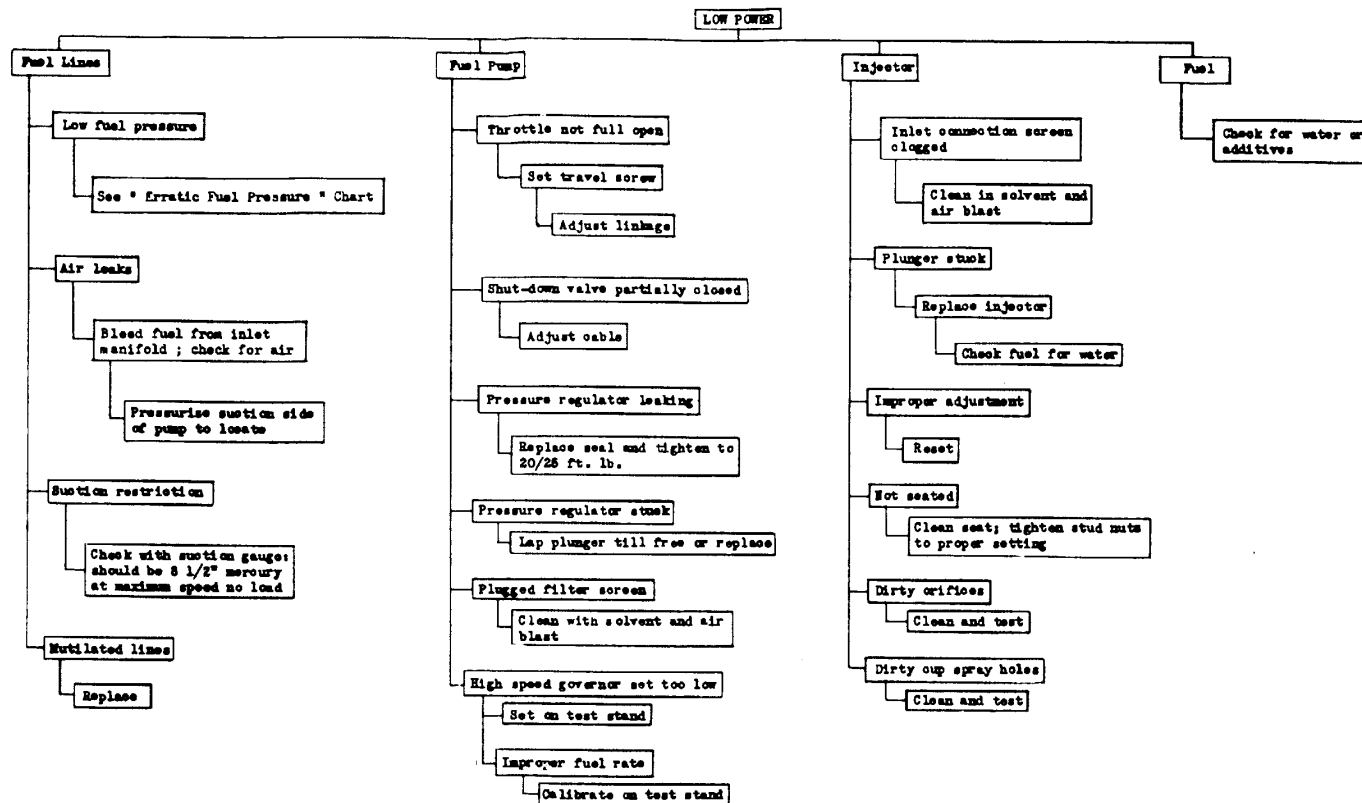 LOW POWER
Fuel Lines
Low fuel pressure
See " Erratic Fuel Pressure " Chart
Air leaks
Bleed fuel from inlet
manifold ; check for air
Pressurise suction side
of pump to locate
Suction restriction
Check with suction gauge:
should be 8 1/2" mercury
at maximum speed no load
Mutilated lines
Replace
Fuel Pump
Throttle not full open
Set travel screw
Adjust linkage
Shut-down valve partially closed
Adjust cable
Pressure regulator leaking
Replace seal and tighten to
20/25 ft. lb.
Pressure regulator stuck
Lap plunger till free or replace
Plugged filter screen
Clean with solvent and air
blast
High speed governor set too low
Set on test stand
Improper fuel rate
Calibrate on test stand
Injector
Inlet connection screen
clogged
Clean in solvent and
air blast
Plunger stuck
Replace injector
Check fuel for water
Improper adjustment
Reset
Not seated
Clean seat; tighten stud nuts
to proper setting
Dirty orifices
Clean and test
Dirty cup spray holes
Clean and test
Fuel
Check for water or
additives